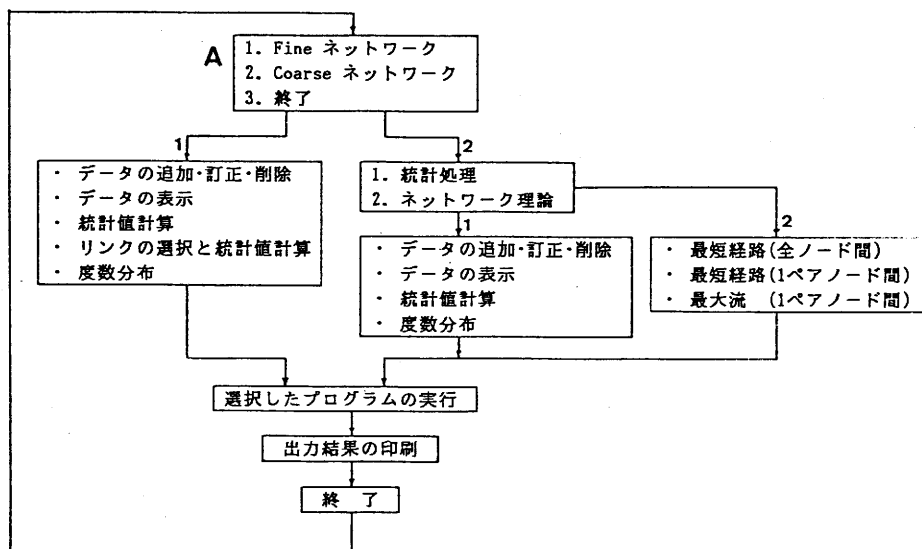 A
1. Fine ネットワーク
2. Coarse ネットワーク
3. 終了
1
2
・ データの追加・訂正・削除
・ データの表示
・ 統計値計算
・ リンクの選択と統計値計算
・ 度数分布
1. 統計処理
2. ネットワーク理論
1
2
・ データの追加・訂正・削除
・ データの表示
・ 統計値計算
・ 度数分布
・ 最短経路(全ノード間)
・ 最短経路(1ペアノード間)
・ 最大流 (1ペアノード間)
選択したプログラムの実行
出力結果の印刷
終 了